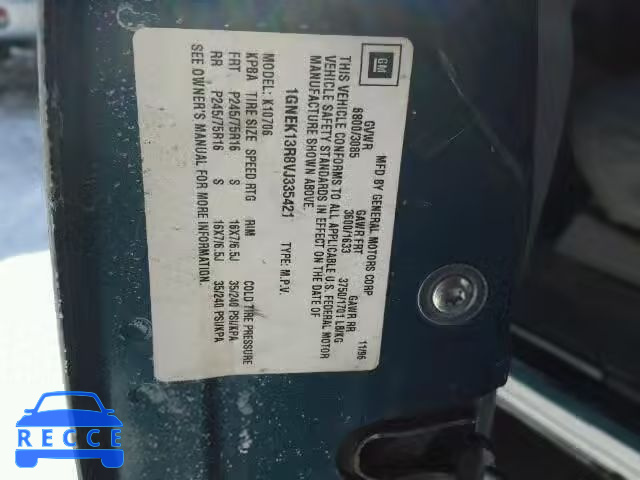 GM
MFD BY GENERAL MOTORS CORP 11/96
GVWR GAWR FRT GAWR RR
6800/3085 3600/1633 3750/1701 LB/KG
THIS VEHICLE CONFORMS TO ALL APPLICABLE U.S. FEDERAL MOTOR
VEHICLE SAFETY STANDARDS IN EFFECT ON THE DATE OF
MANUFACTURE SHOWN ABOVE.
1GNEK13R8VJ335421 TYPE: M.P.V.
MODEL: K10706
KPBA TIRE SIZE SPEED RTG RIM COLD TIRE PRESSURE
FRT. P245/75R16 S 16X7/6.5J 35/240 PSI/KPA
RR P245/75R16 S 16X7/6.5J 35/240 PSI/KPA
SEE OWNER'S MANUAL FOR MORE INFORMATION.
RECCE